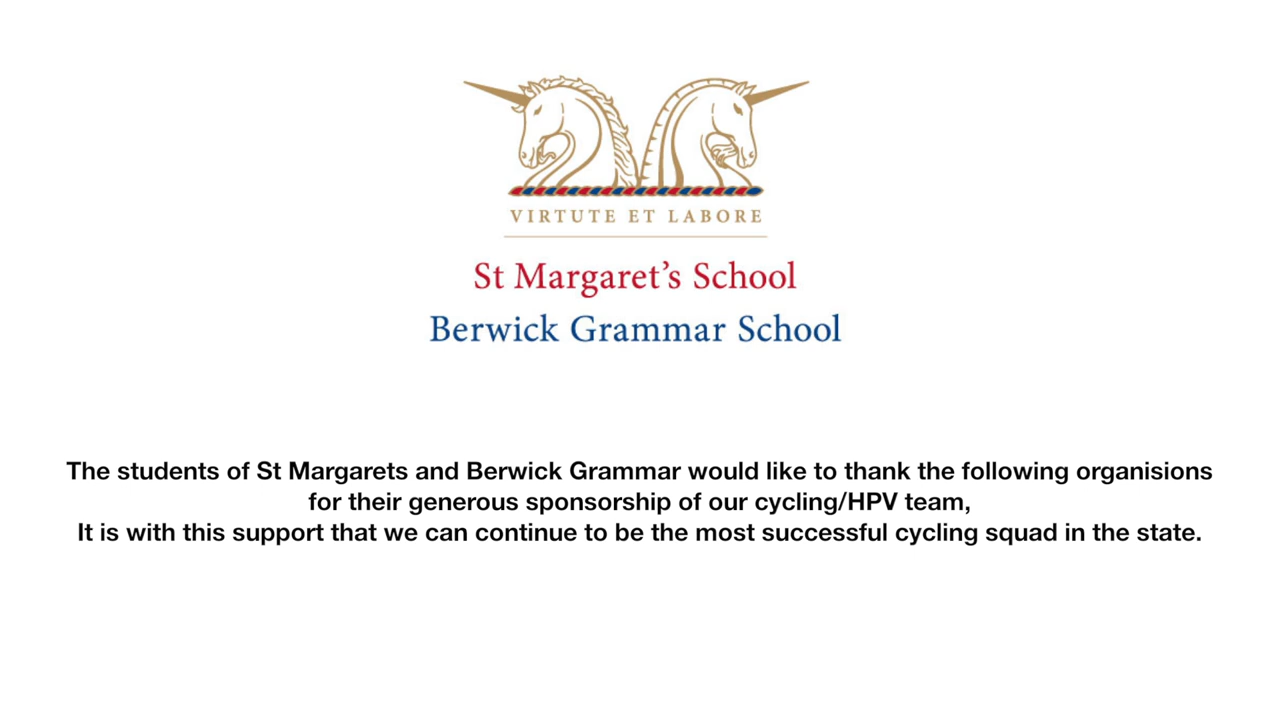 VIRTUTE ET LABORE
St Margaret's School
Berwick Grammar School
The students of St Margarets and Berwick Grammar would like to thank the following organisions
for their generous sponsorship of our cycling/HPV team,
It is with this support that we can continue to be the most successful cycling squad in the state.